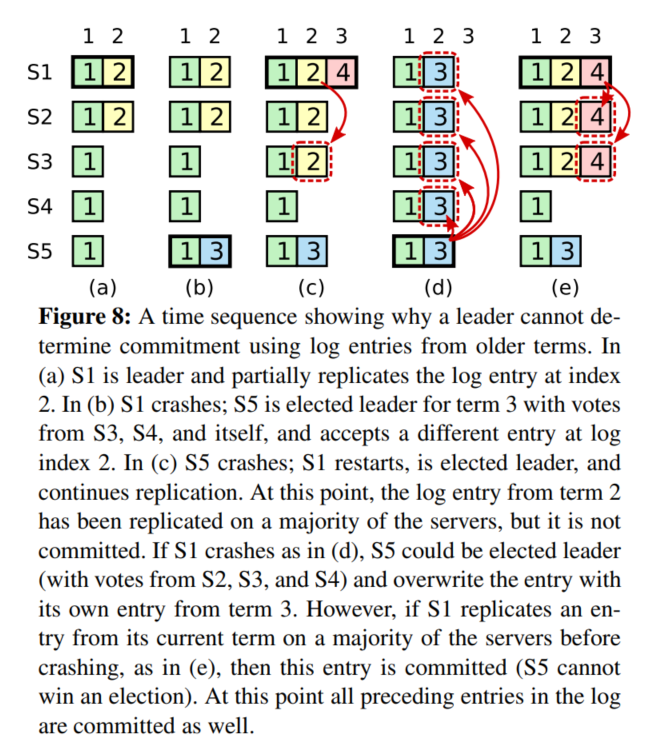 1 2 1 2 1 2 3 1 2 3 1 2 3
S1 1 2 1 2 1 2 4 1 3 1 2 4
S2 1 2 1 2 1 2 1 3 1 2 4
S3 1 1 1 2 1 3 1 2 4
S4 1 1 1 1 3 1
S5 1 1 3 1 3 1 3 1 3
(a) (b) (c) (d) (e)
Figure 8: A time sequence showing why a leader cannot de-
termine commitment using log entries from older terms. In
(a) S1 is leader and partially replicates the log entry at index
2. In (b) S1 crashes; S5 is elected leader for term 3 with votes
from S3, S4, and itself, and accepts a different entry at log
index 2. In (c) S5 crashes; S1 restarts, is elected leader, and
continues replication. At this point, the log entry from term 2
has been replicated on a majority of the servers, but it is not
committed. If S1 crashes as in (d), S5 could be elected leader
(with votes from S2, S3, and S4) and overwrite the entry with
its own entry from term 3. However, if S1 replicates an en-
try from its current term on a majority of the servers before
crashing, as in (e), then this entry is committed (S5 cannot
win an election). At this point all preceding entries in the log
are committed as well.